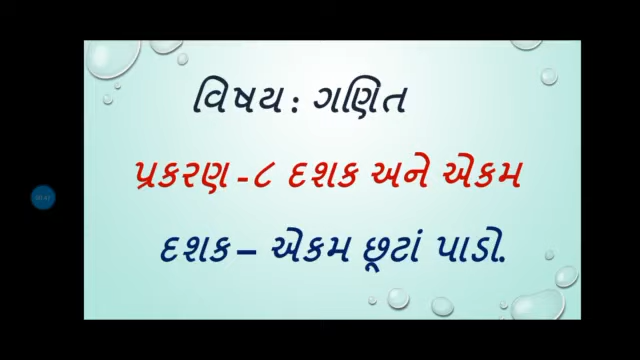 વિષય : ગણિત
પ્રકરણ -૮ દશક અને એકમ
દશક – એકમ છૂટાં પાડો.